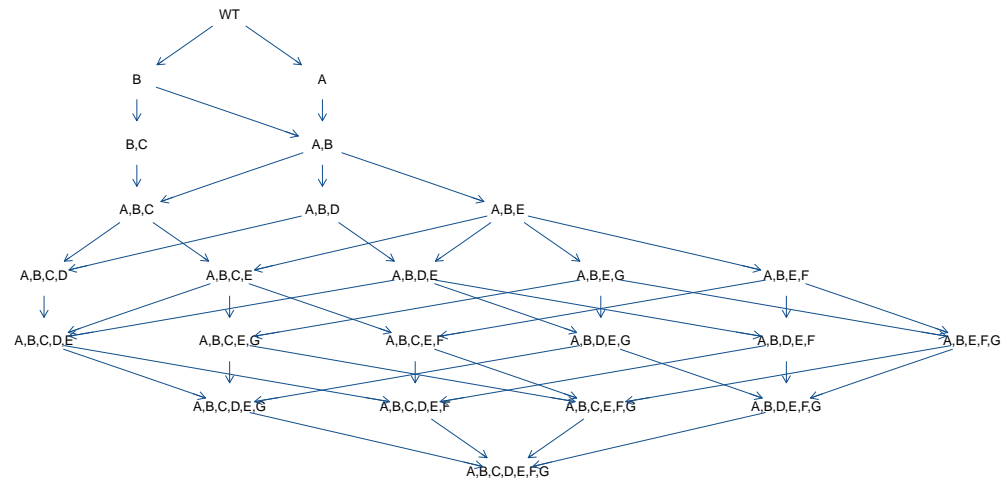 WT
B
A
B,C
A,B
A,B,C
A,B,D
A,B,E
A,B,C,D
A,B,C,E
A,B,D,E
A,B,E,G
A,B,E,F
A,B,C,D,E
A,B,C,E,G
A,B,C,E,F
A,B,D,E,G
A,B,D,E,F
A,B,E,F,G
A,B,C,D,E,G
A,B,C,D,E,F
A,B,C,E,F,G
A,B,D,E,F,G
A,B,C,D,E,F,G